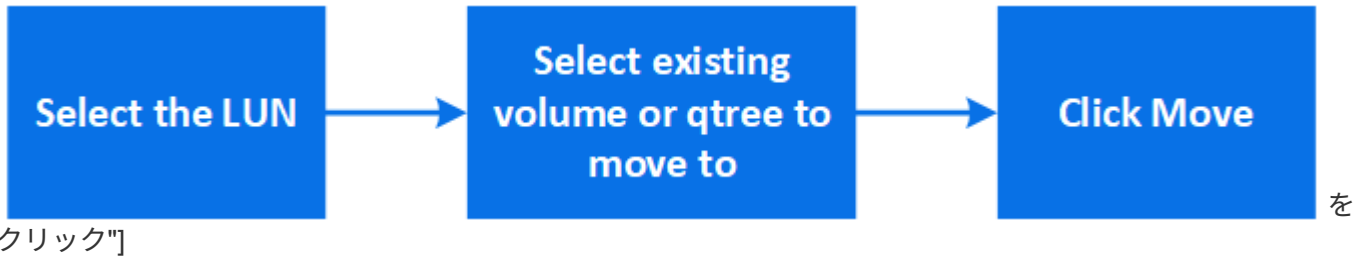 Select the LUN
Select existing
volume or qtree to
move to
Click Move
を
クリック"]